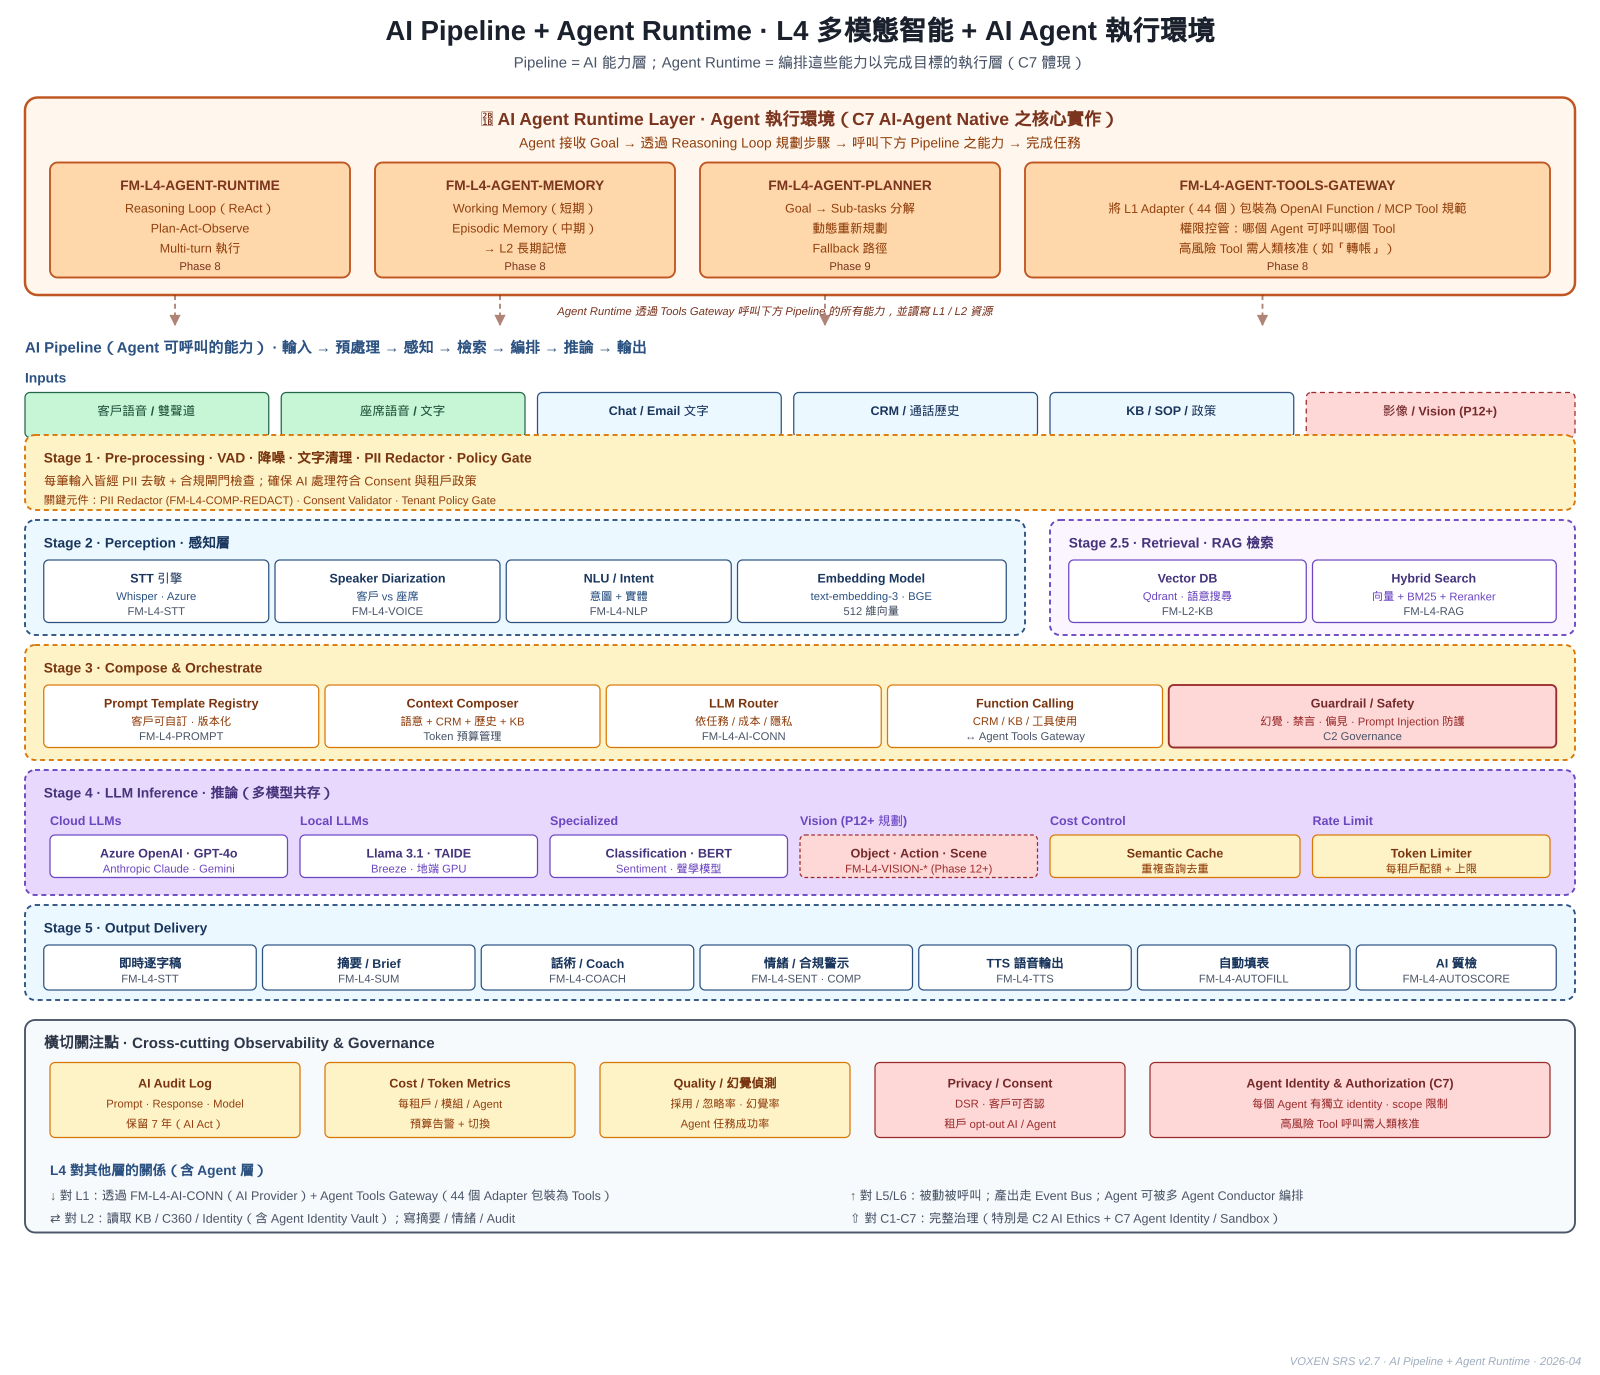 AI Pipeline + Agent Runtime · L4 多模態智能 + AI Agent 執行環境
Pipeline = AI 能力層；Agent Runtime = 編排這些能力以完成目標的執行層（C7 體現）
AI Agent Runtime Layer · Agent 執行環境（C7 AI-Agent Native 之核心實作）
Agent 接收 Goal → 透過 Reasoning Loop 規劃步驟 → 呼叫下方 Pipeline 之能力 → 完成任務
FM-L4-AGENT-RUNTIME
Reasoning Loop（ReAct）
Plan-Act-Observe
Multi-turn 執行
Phase 8
FM-L4-AGENT-MEMORY
Working Memory（短期）
Episodic Memory（中期）
→ L2 長期記憶
Phase 8
FM-L4-AGENT-PLANNER
Goal → Sub-tasks 分解
動態重新規劃
Fallback 路徑
Phase 9
FM-L4-AGENT-TOOLS-GATEWAY
將 L1 Adapter（44 個）包裝為 OpenAI Function / MCP Tool 規範
權限控管：哪個 Agent 可呼叫哪個 Tool
高風險 Tool 需人類核准（如「轉帳」）
Phase 8
Agent Runtime 透過 Tools Gateway 呼叫下方 Pipeline 的所有能力，並讀寫 L1 / L2 資源
AI Pipeline（Agent 可呼叫的能力）· 輸入 → 預處理 → 感知 → 檢索 → 編排 → 推論 → 輸出
Inputs
客戶語音 / 雙聲道
座席語音 / 文字
Chat / Email 文字
CRM / 通話歷史
KB / SOP / 政策
影像 / Vision (P12+)
Stage 1 · Pre-processing · VAD · 降噪 · 文字清理 · PII Redactor · Policy Gate
每筆輸入皆經 PII 去敏 + 合規閘門檢查；確保 AI 處理符合 Consent 與租戶政策
關鍵元件：PII Redactor (FM-L4-COMP-REDACT) · Consent Validator · Tenant Policy Gate
Stage 2 · Perception · 感知層
STT 引擎
Whisper · Azure
FM-L4-STT
Speaker Diarization
客戶 vs 座席
FM-L4-VOICE
NLU / Intent
意圖 + 實體
FM-L4-NLP
Embedding Model
text-embedding-3 · BGE
512 維向量
Stage 2.5 · Retrieval · RAG 檢索
Vector DB
Qdrant · 語意搜尋
FM-L2-KB
Hybrid Search
向量 + BM25 + Reranker
FM-L4-RAG
Stage 3 · Compose & Orchestrate
Prompt Template Registry
客戶可自訂 · 版本化
FM-L4-PROMPT
Context Composer
語意 + CRM + 歷史 + KB
Token 預算管理
LLM Router
依任務 / 成本 / 隱私
FM-L4-AI-CONN
Function Calling
CRM / KB / 工具使用
↔ Agent Tools Gateway
Guardrail / Safety
幻覺 · 禁言 · 偏見 · Prompt Injection 防護
C2 Governance
Stage 4 · LLM Inference · 推論（多模型共存）
Cloud LLMs
Azure OpenAI · GPT-4o
Anthropic Claude · Gemini
Local LLMs
Llama 3.1 · TAIDE
Breeze · 地端 GPU
Specialized
Classification · BERT
Sentiment · 聲學模型
Vision (P12+ 規劃)
Object · Action · Scene
FM-L4-VISION-* (Phase 12+)
Cost Control
Semantic Cache
重複查詢去重
Rate Limit
Token Limiter
每租戶配額 + 上限
Stage 5 · Output Delivery
即時逐字稿
FM-L4-STT
摘要 / Brief
FM-L4-SUM
話術 / Coach
FM-L4-COACH
情緒 / 合規警示
FM-L4-SENT · COMP
TTS 語音輸出
FM-L4-TTS
自動填表
FM-L4-AUTOFILL
AI 質檢
FM-L4-AUTOSCORE
橫切關注點 · Cross-cutting Observability & Governance
AI Audit Log
Prompt · Response · Model
保留 7 年（AI Act）
Cost / Token Metrics
每租戶 / 模組 / Agent
預算告警 + 切換
Quality / 幻覺偵測
採用 / 忽略率 · 幻覺率
Agent 任務成功率
Privacy / Consent
DSR · 客戶可否認
租戶 opt-out AI / Agent
Agent Identity & Authorization (C7)
每個 Agent 有獨立 identity · scope 限制
高風險 Tool 呼叫需人類核准
L4 對其他層的關係（含 Agent 層）
↓ 對 L1：透過 FM-L4-AI-CONN（AI Provider）+ Agent Tools Gateway（44 個 Adapter 包裝為 Tools）
↑ 對 L5/L6：被動被呼叫；產出走 Event Bus；Agent 可被多 Agent Conductor 編排
⇄ 對 L2：讀取 KB / C360 / Identity（含 Agent Identity Vault）；寫摘要 / 情緒 / Audit
⇧ 對 C1-C7：完整治理（特別是 C2 AI Ethics + C7 Agent Identity / Sandbox）
VOXEN SRS v2.7 · AI Pipeline + Agent Runtime · 2026-04